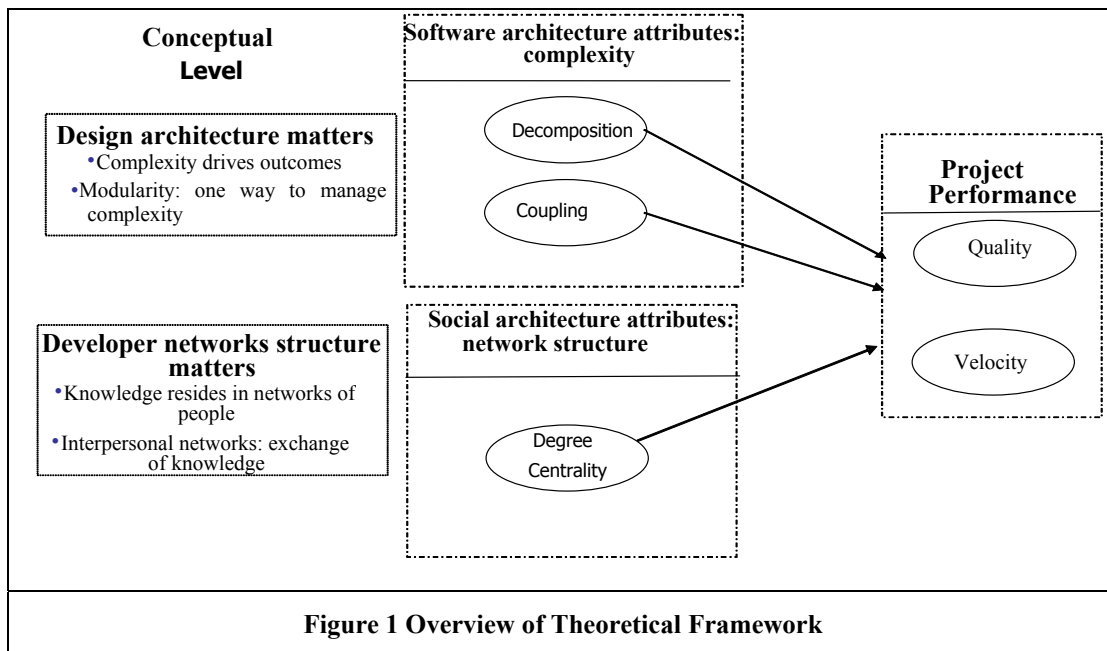 Conceptual
Level
Design architecture matters
•Complexity drives outcomes
•Modularity: one way to manage
complexity
Developer networks structure
matters
•Knowledge resides in networks of
people
•Interpersonal networks: exchange
of knowledge
Software architecture attributes:
complexity
Decomposition
Coupling
Social architecture attributes:
network structure
Degree
Centrality
Project
Performance
Quality
Velocity
Figure 1 Overview of Theoretical Framework